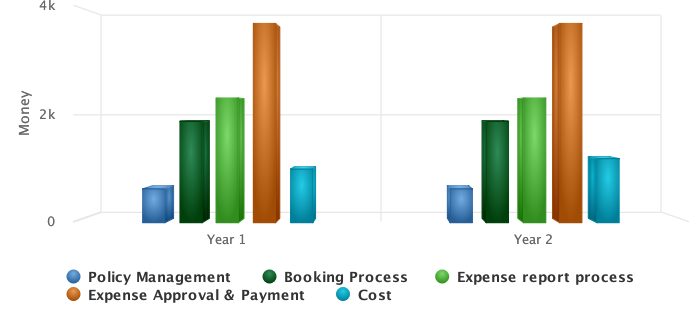 4k
2k
0
Money
Year 1
Year 2
Policy Management
Booking Process
Expense report process
Expense Approval & Payment
Cost